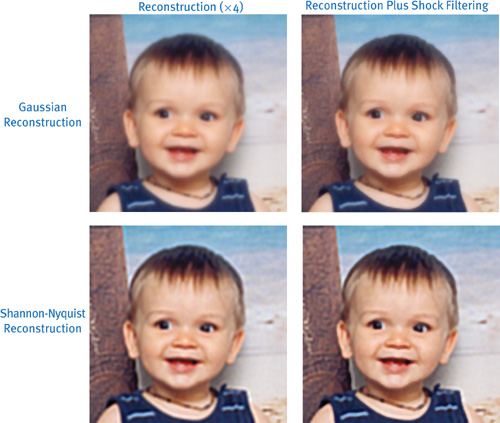 Reconstruction (×4)
Reconstruction Plus Shock Filtering
Gaussian
Reconstruction
Shannon-Nyquist
Reconstruction